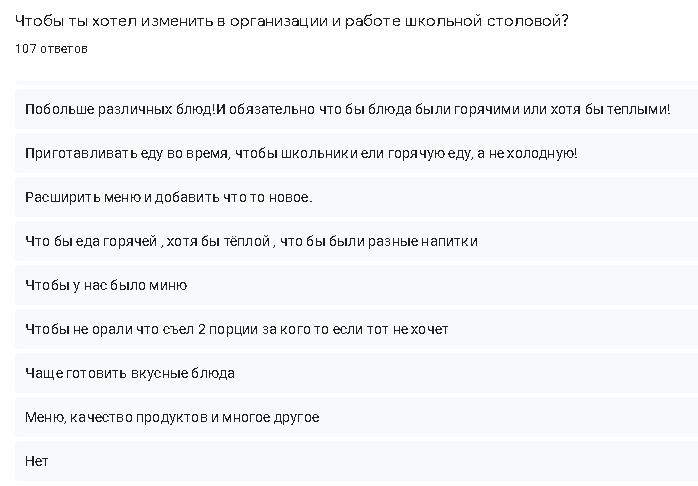 Чтобы ты хотел изменить в организации и работе школьной столовой?
107 ответов
Побольше различных блюд!И обязательно что бы блюда были горячими или хотя бы теплыми!
Приготавливать еду во время, чтобы школьники ели горячую еду, а не холодную!
Расширить меню и добавить что то новое.
Что бы еда горячей , хотя бы тёплой , что бы были разные напитки
Чтобы у нас было миню
Чтобы не орали что съел 2 порции за кого то если тот не хочет
Чаще готовить вкусные блюда
Меню, качество продуктов и многое другое
Нет